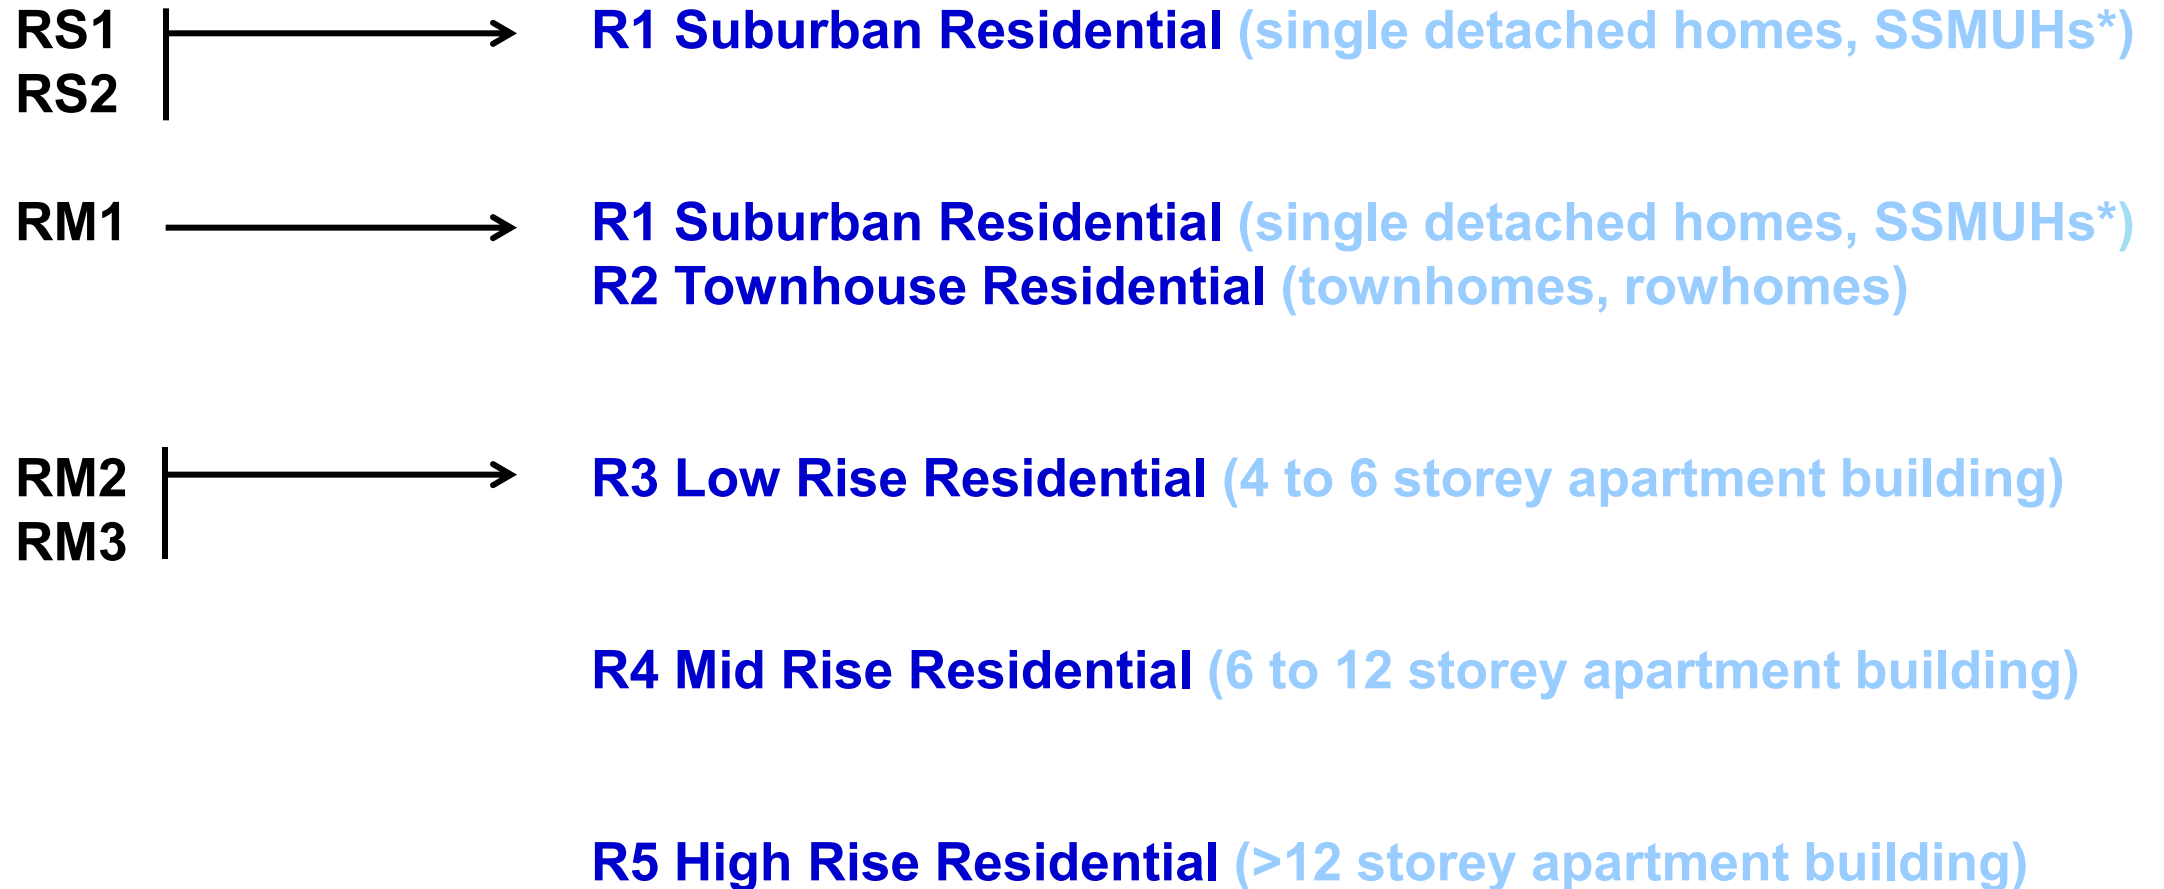 RS1 R1 Suburban Residential (single detached homes, SSMUHs*)
RS2
RM1 R1 Suburban Residential (single detached homes, SSMUHs*)
R2 Townhouse Residential (townhomes, rowhomes)
RM2 R3 Low Rise Residential (4 to 6 storey apartment building)
RM3
R4 Mid Rise Residential (6 to 12 storey apartment building)
R5 High Rise Residential (>12 storey apartment building)